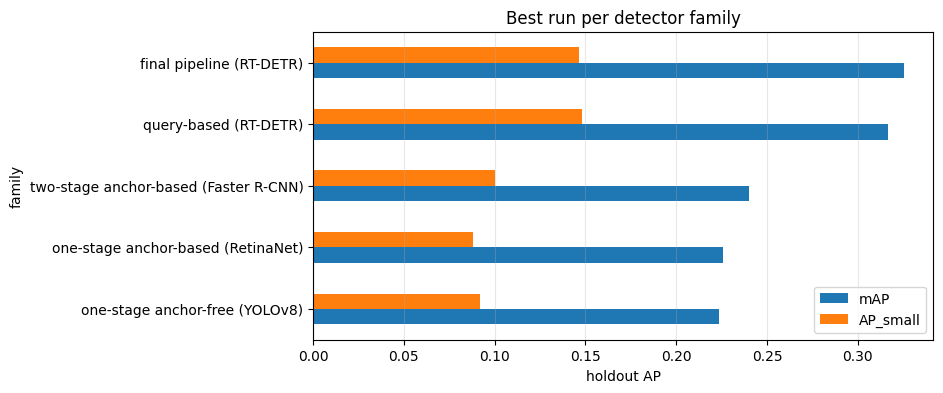 Best run per detector family
final pipeline (RT-DETR)
query-based (RT-DETR)
two-stage anchor-based (Faster R-CNN)
one-stage anchor-based (RetinaNet)
one-stage anchor-free (YOLOv8)
family
mAP
AP_small
0.00 0.05 0.10 0.15 0.20 0.25 0.30
holdout AP